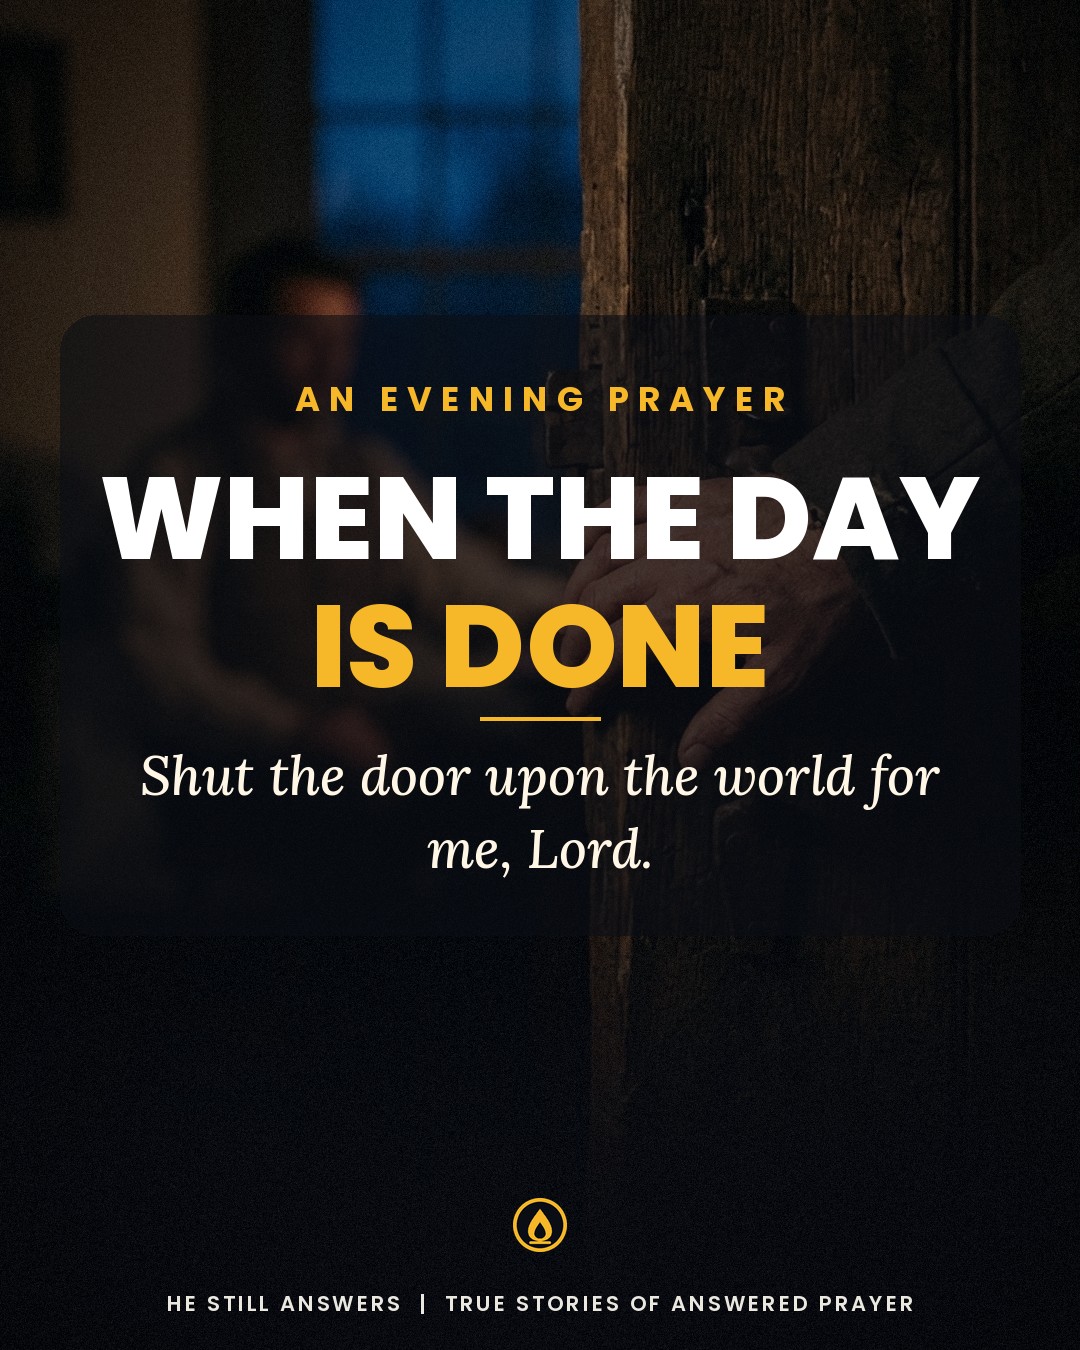 AN EVENING PRAYER
WHEN THE DAY
IS DONE
Shut the door upon the world for
me, Lord.
HE STILL ANSWERS | TRUE STORIES OF ANSWERED PRAYER